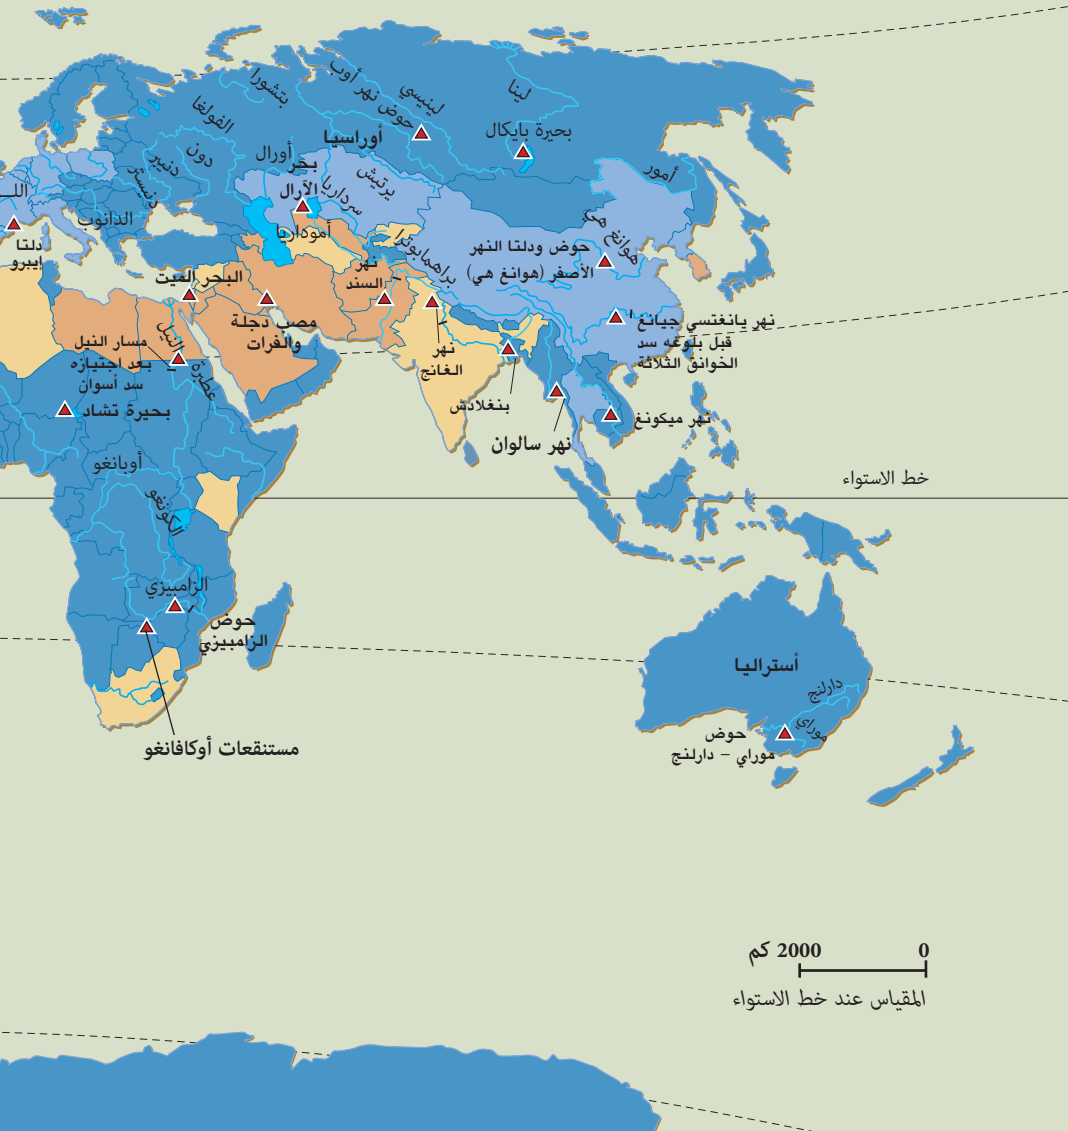 بتشورا
حوض نهر أوب
لينيسي
لينا
الفولغا
أوراسيا
بحيرة بايكال
دون
دنيبر
دنيستر
أورال
بحر
الآرال
سرداريا
يرتيش
أمور
الدانوب
أموداريا
براهمابوترا
هوانغ هي
حوض ودلتا النهر
الأصفر (هوانغ هي)
دلتا
إيبرو
البحر الميت
نهر
السند
مصب دجلة
والفرات
نهر يانغتسي جيانغ
قبل بلوغه سد
الخوانق الثلاثة
النيل
مسار النيل
بعد اجتيازه
سد أسوان
عطبرة
نهر
الغانج
بنغلادش
بحيرة تشاد
نهر ميكونغ
نهر سالوان
أوبانغو
خط الاستواء
الكونغو
الزامبيزي
حوض
الزامبيزي
أستراليا
دارلنج
موراي
حوض
موراي – دارلنج
مستنقعات أوكافانغو
0
2000 كم
المقياس عند خط الاستواء